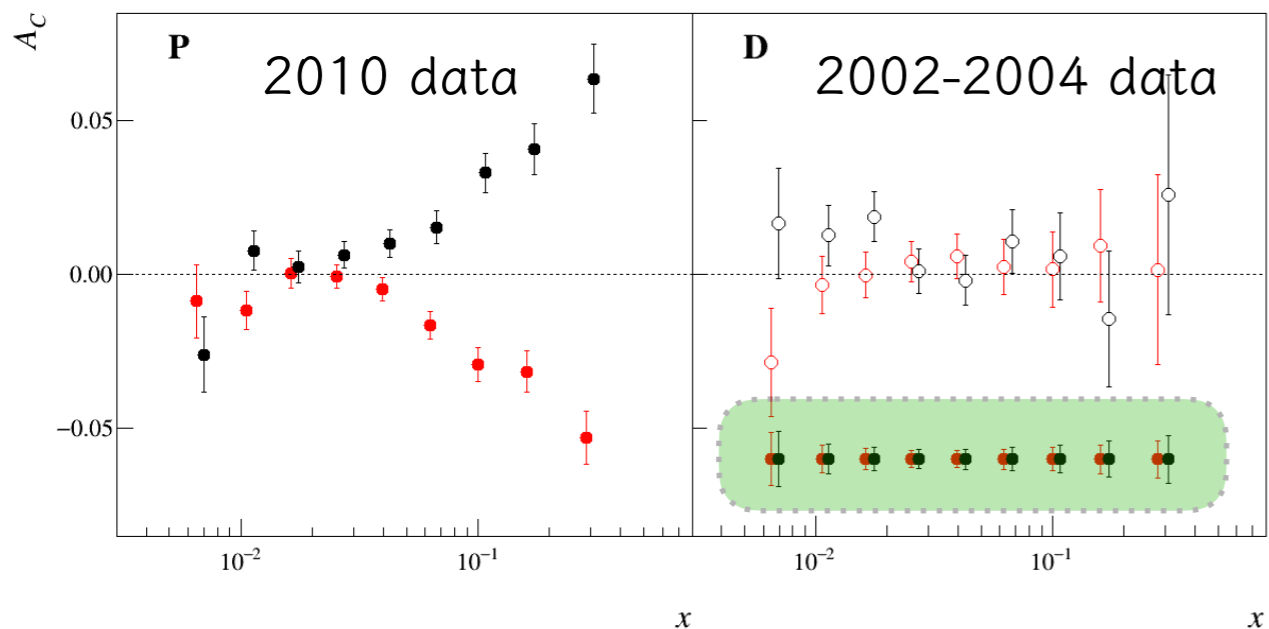 A_C
P
2010 data
D
2002-2004 data
0.05
0.00
−0.05
10⁻²
10⁻¹
10⁻²
10⁻¹
x
x